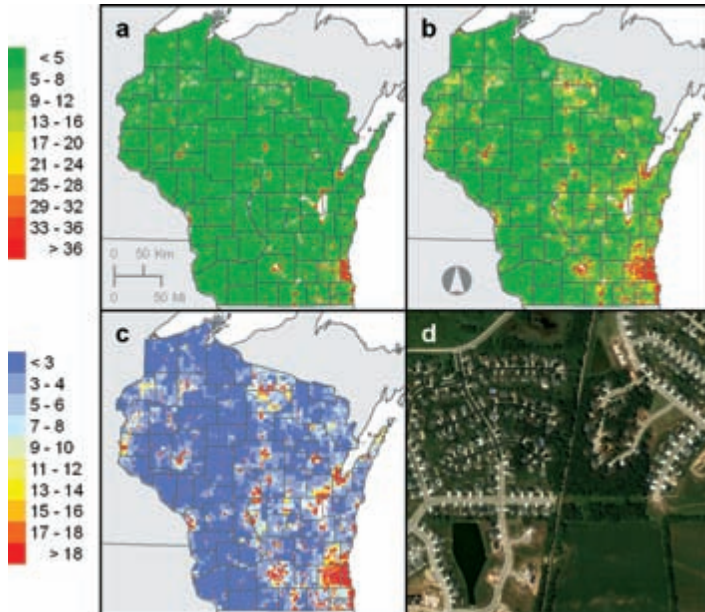 a
b
< 5
5 - 8
9 - 12
13 - 16
17 - 20
21 - 24
25 - 28
29 - 32
33 - 36
> 36
0 50 Km
0 50 Mi
c
d
< 3
3 - 4
5 - 6
7 - 8
9 - 10
11 - 12
13 - 14
15 - 16
17 - 18
> 18